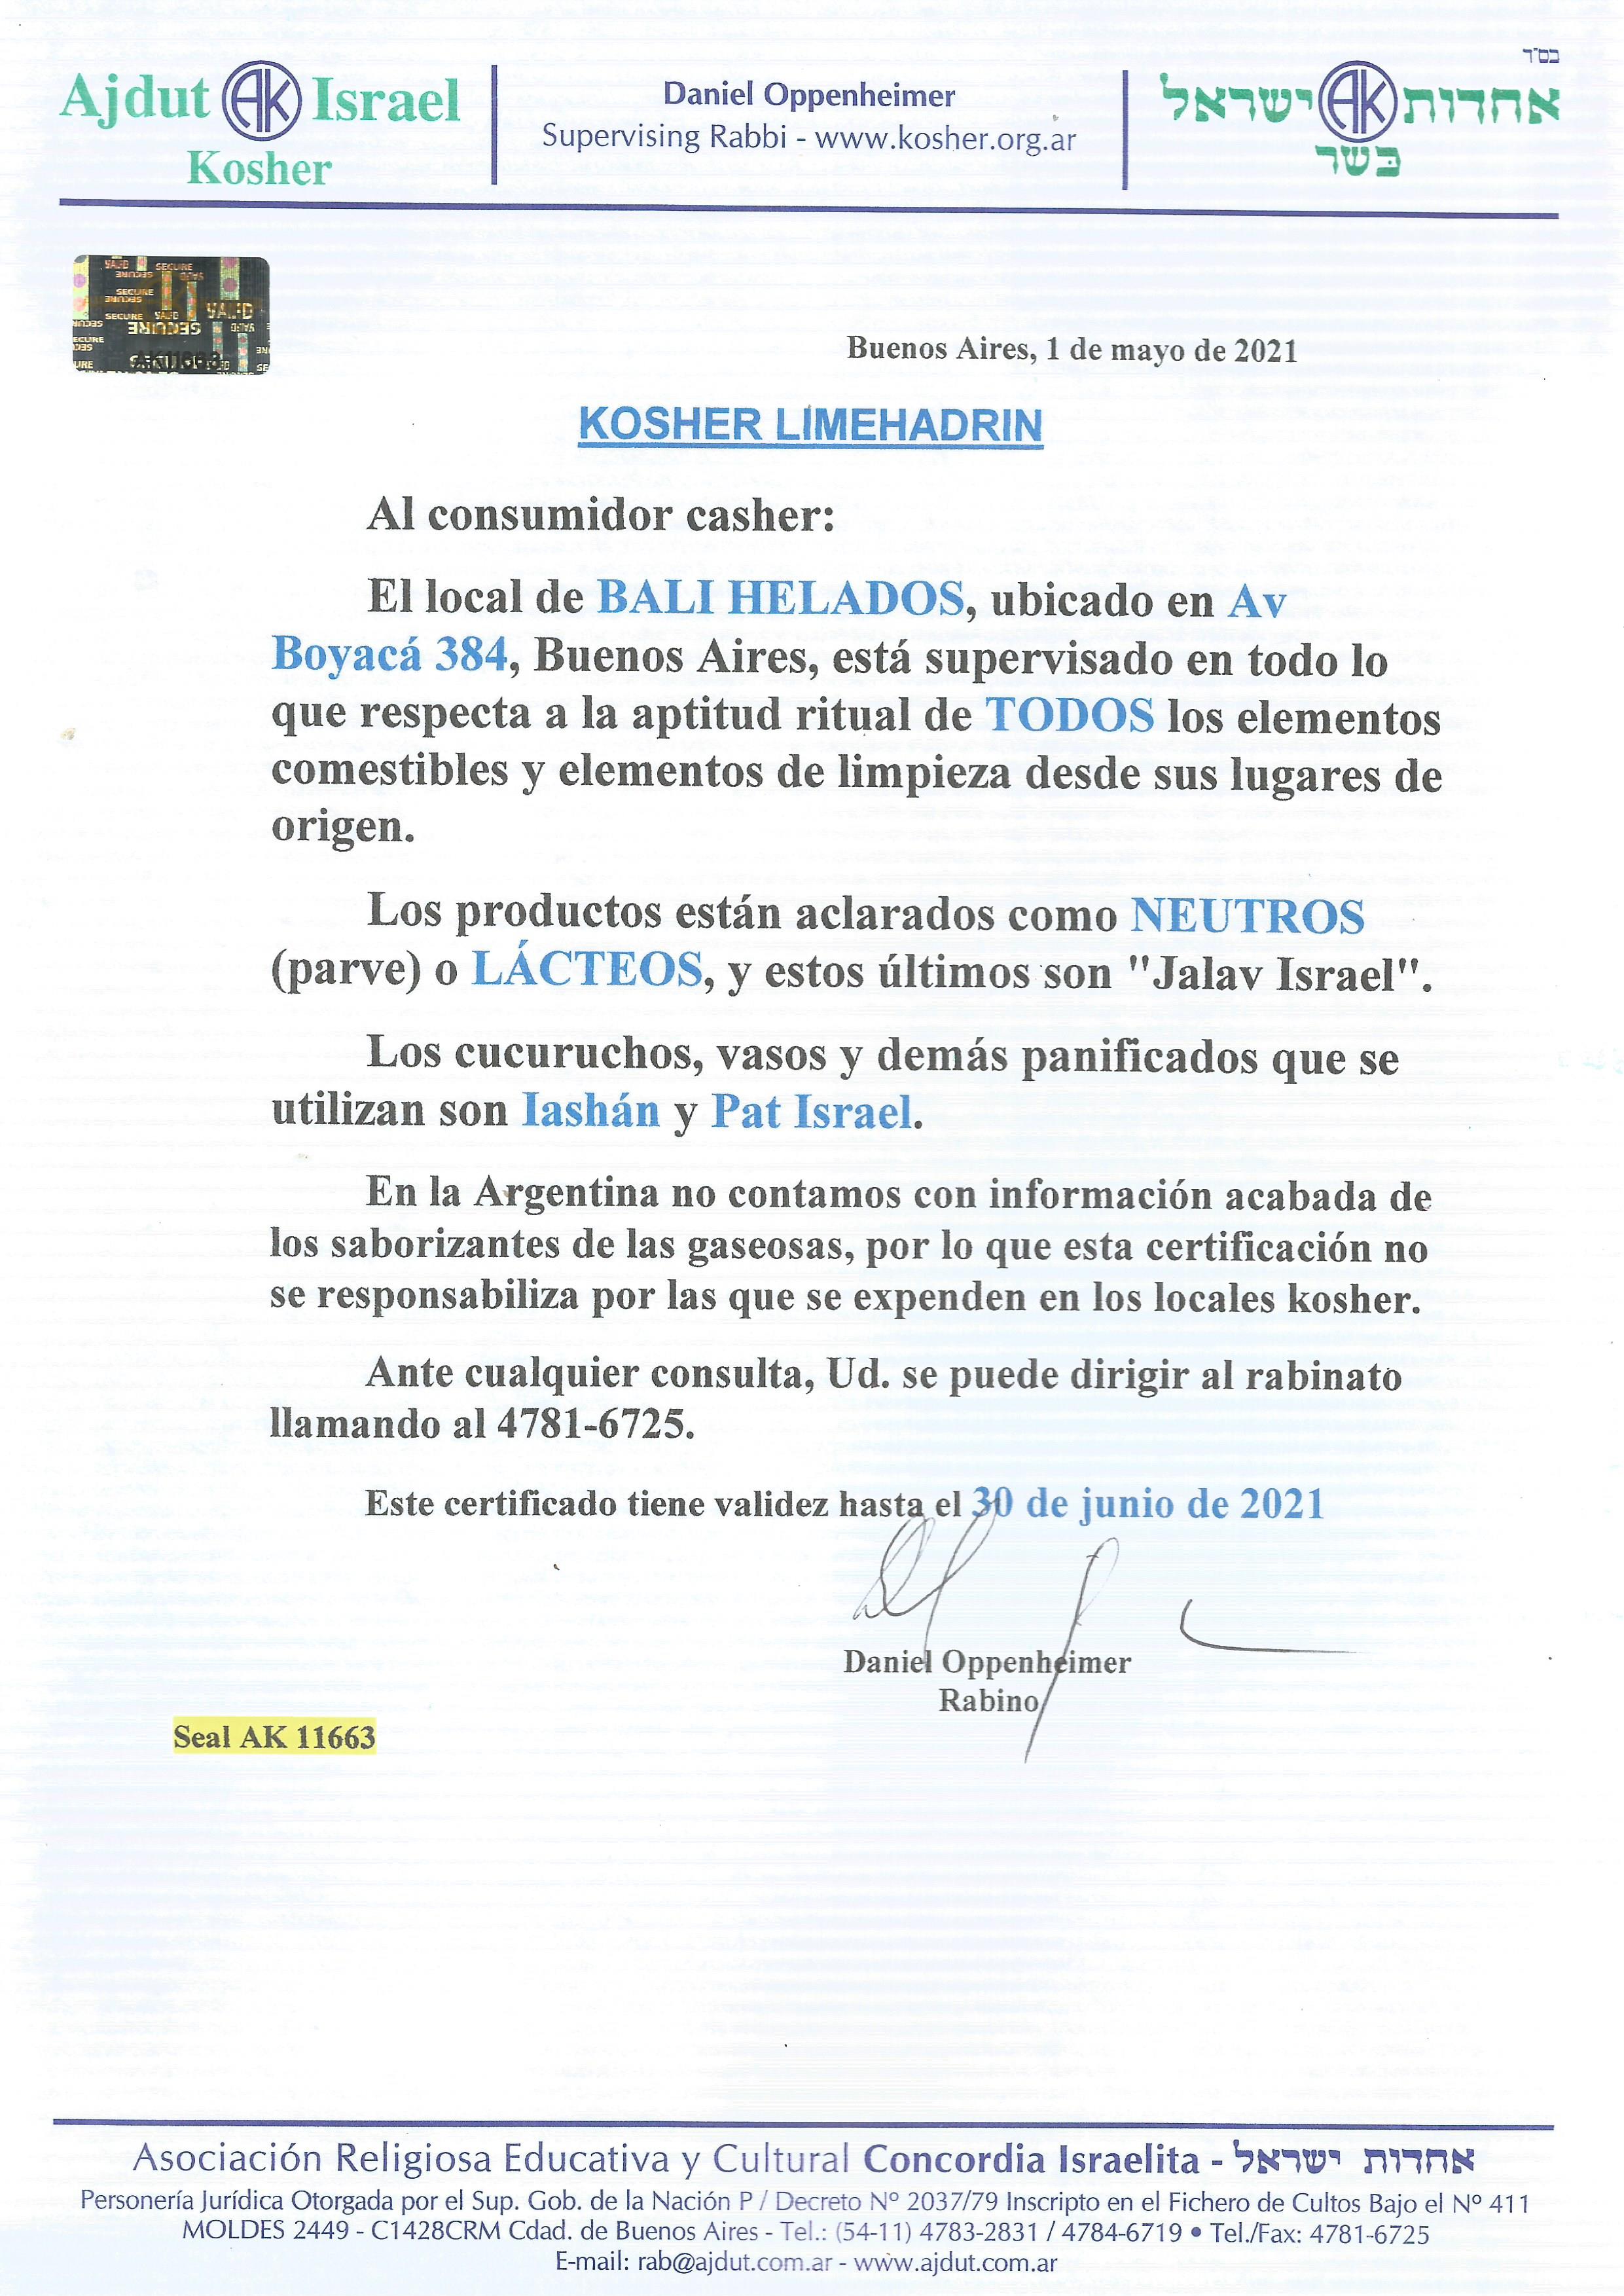 בס"ד
Ajdut AK Israel
Kosher
Daniel Oppenheimer
Supervising Rabbi - www.kosher.org.ar
אחדות AK ישראל
כשר
SECURE
VALID
Buenos Aires, 1 de mayo de 2021
KOSHER LIMEHADRIN
Al consumidor casher:
El local de BALI HELADOS, ubicado en Av
Boyacá 384, Buenos Aires, está supervisado en todo lo
que respecta a la aptitud ritual de TODOS los elementos
comestibles y elementos de limpieza desde sus lugares de
origen.
Los productos están aclarados como NEUTROS
(parve) o LÁCTEOS, y estos últimos son "Jalav Israel".
Los cucuruchos, vasos y demás panificados que se
utilizan son Iashán y Pat Israel.
En la Argentina no contamos con información acabada de
los saborizantes de las gaseosas, por lo que esta certificación no
se responsabiliza por las que se expenden en los locales kosher.
Ante cualquier consulta, Ud. se puede dirigir al rabinato
llamando al 4781-6725.
Este certificado tiene validez hasta el 30 de junio de 2021
Daniel Oppenheimer
Rabino
Seal AK 11663
Asociación Religiosa Educativa y Cultural Concordia Israelita - אחדות ישראל
Personería Jurídica Otorgada por el Sup. Gob. de la Nación P / Decreto Nº 2037/79 Inscripto en el Fichero de Cultos Bajo el Nº 411
MOLDES 2449 - C1428CRM Cdad. de Buenos Aires - Tel.: (54-11) 4783-2831 / 4784-6719 • Tel./Fax: 4781-6725
E-mail: rab@ajdut.com.ar - www.ajdut.com.ar